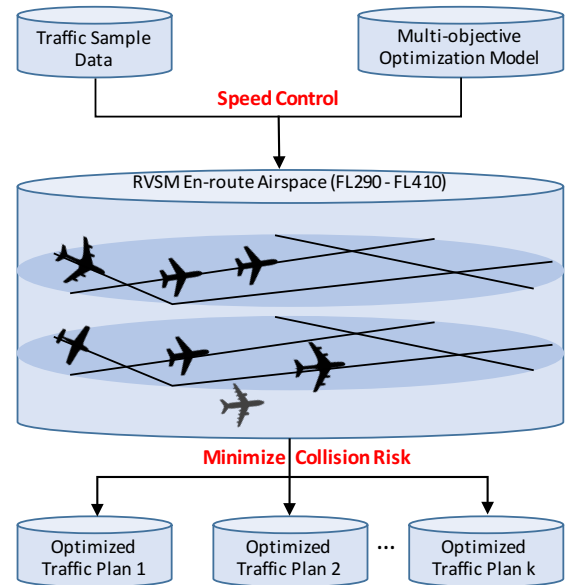 Traffic Sample
Data
Multi-objective
Optimization Model
Speed Control
RVSM En-route Airspace (FL290 - FL410)
Minimize Collision Risk
Optimized
Traffic Plan 1
Optimized
Traffic Plan 2
...
Optimized
Traffic Plan k